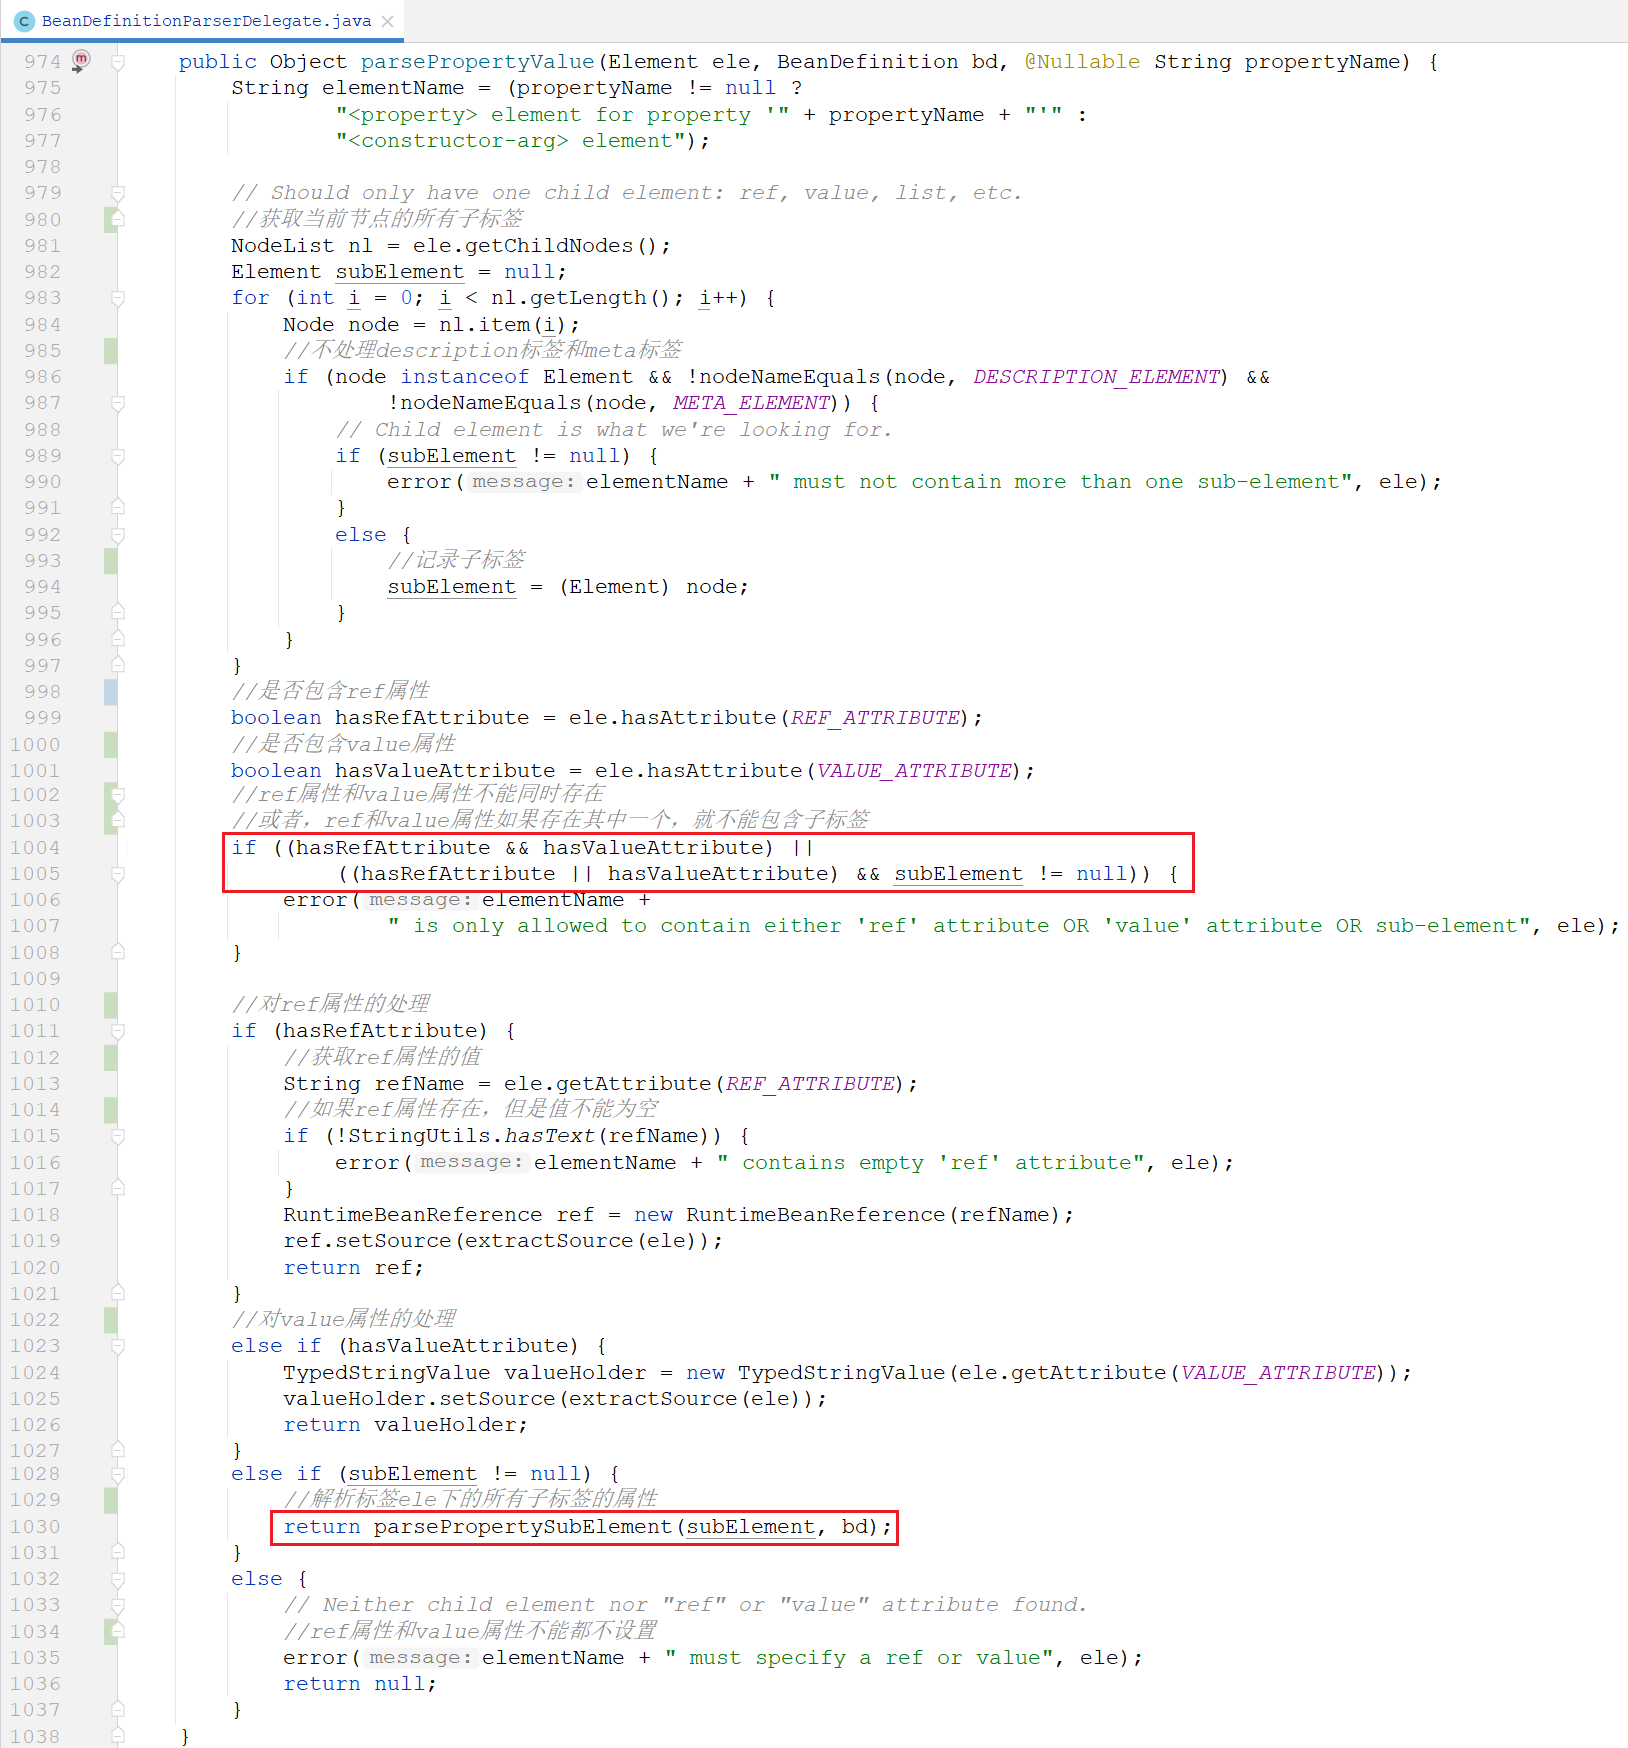 BeanDefinitionParserDelegate.java
974 public Object parsePropertyValue(Element ele, BeanDefinition bd, @Nullable String propertyName) {
975 String elementName = (propertyName != null ?
976 "<property> element for property '" + propertyName + "'" :
977 "<constructor-arg> element");
978
979 // Should only have one child element: ref, value, list, etc.
980 //获取当前节点的所有子标签
981 NodeList nl = ele.getChildNodes();
982 Element subElement = null;
983 for (int i = 0; i < nl.getLength(); i++) {
984 Node node = nl.item(i);
985 //不处理description标签和meta标签
986 if (node instanceof Element && !nodeNameEquals(node, DESCRIPTION_ELEMENT) &&
987 !nodeNameEquals(node, META_ELEMENT)) {
988 // Child element is what we're looking for.
989 if (subElement != null) {
990 error( message: elementName + " must not contain more than one sub-element", ele);
991 }
992 else {
993 //记录子标签
994 subElement = (Element) node;
995 }
996 }
997 }
998 //是否包含ref属性
999 boolean hasRefAttribute = ele.hasAttribute(REF_ATTRIBUTE);
1000 //是否包含value属性
1001 boolean hasValueAttribute = ele.hasAttribute(VALUE_ATTRIBUTE);
1002 //ref属性和value属性不能同时存在
1003 //或者，ref和value属性如果存在其中一个，就不能包含子标签
1004 if ((hasRefAttribute && hasValueAttribute) ||
1005 ((hasRefAttribute || hasValueAttribute) && subElement != null)) {
1006 error( message: elementName +
1007 " is only allowed to contain either 'ref' attribute OR 'value' attribute OR sub-element", ele);
1008 }
1009
1010 //对ref属性的处理
1011 if (hasRefAttribute) {
1012 //获取ref属性的值
1013 String refName = ele.getAttribute(REF_ATTRIBUTE);
1014 //如果ref属性存在，但是值不能为空
1015 if (!StringUtils.hasText(refName)) {
1016 error( message: elementName + " contains empty 'ref' attribute", ele);
1017 }
1018 RuntimeBeanReference ref = new RuntimeBeanReference(refName);
1019 ref.setSource(extractSource(ele));
1020 return ref;
1021 }
1022 //对value属性的处理
1023 else if (hasValueAttribute) {
1024 TypedStringValue valueHolder = new TypedStringValue(ele.getAttribute(VALUE_ATTRIBUTE));
1025 valueHolder.setSource(extractSource(ele));
1026 return valueHolder;
1027 }
1028 else if (subElement != null) {
1029 //解析标签ele下的所有子标签的属性
1030 return parsePropertySubElement(subElement, bd);
1031 }
1032 else {
1033 // Neither child element nor "ref" or "value" attribute found.
1034 //ref属性和value属性不能都不设置
1035 error( message: elementName + " must specify a ref or value", ele);
1036 return null;
1037 }
1038 }